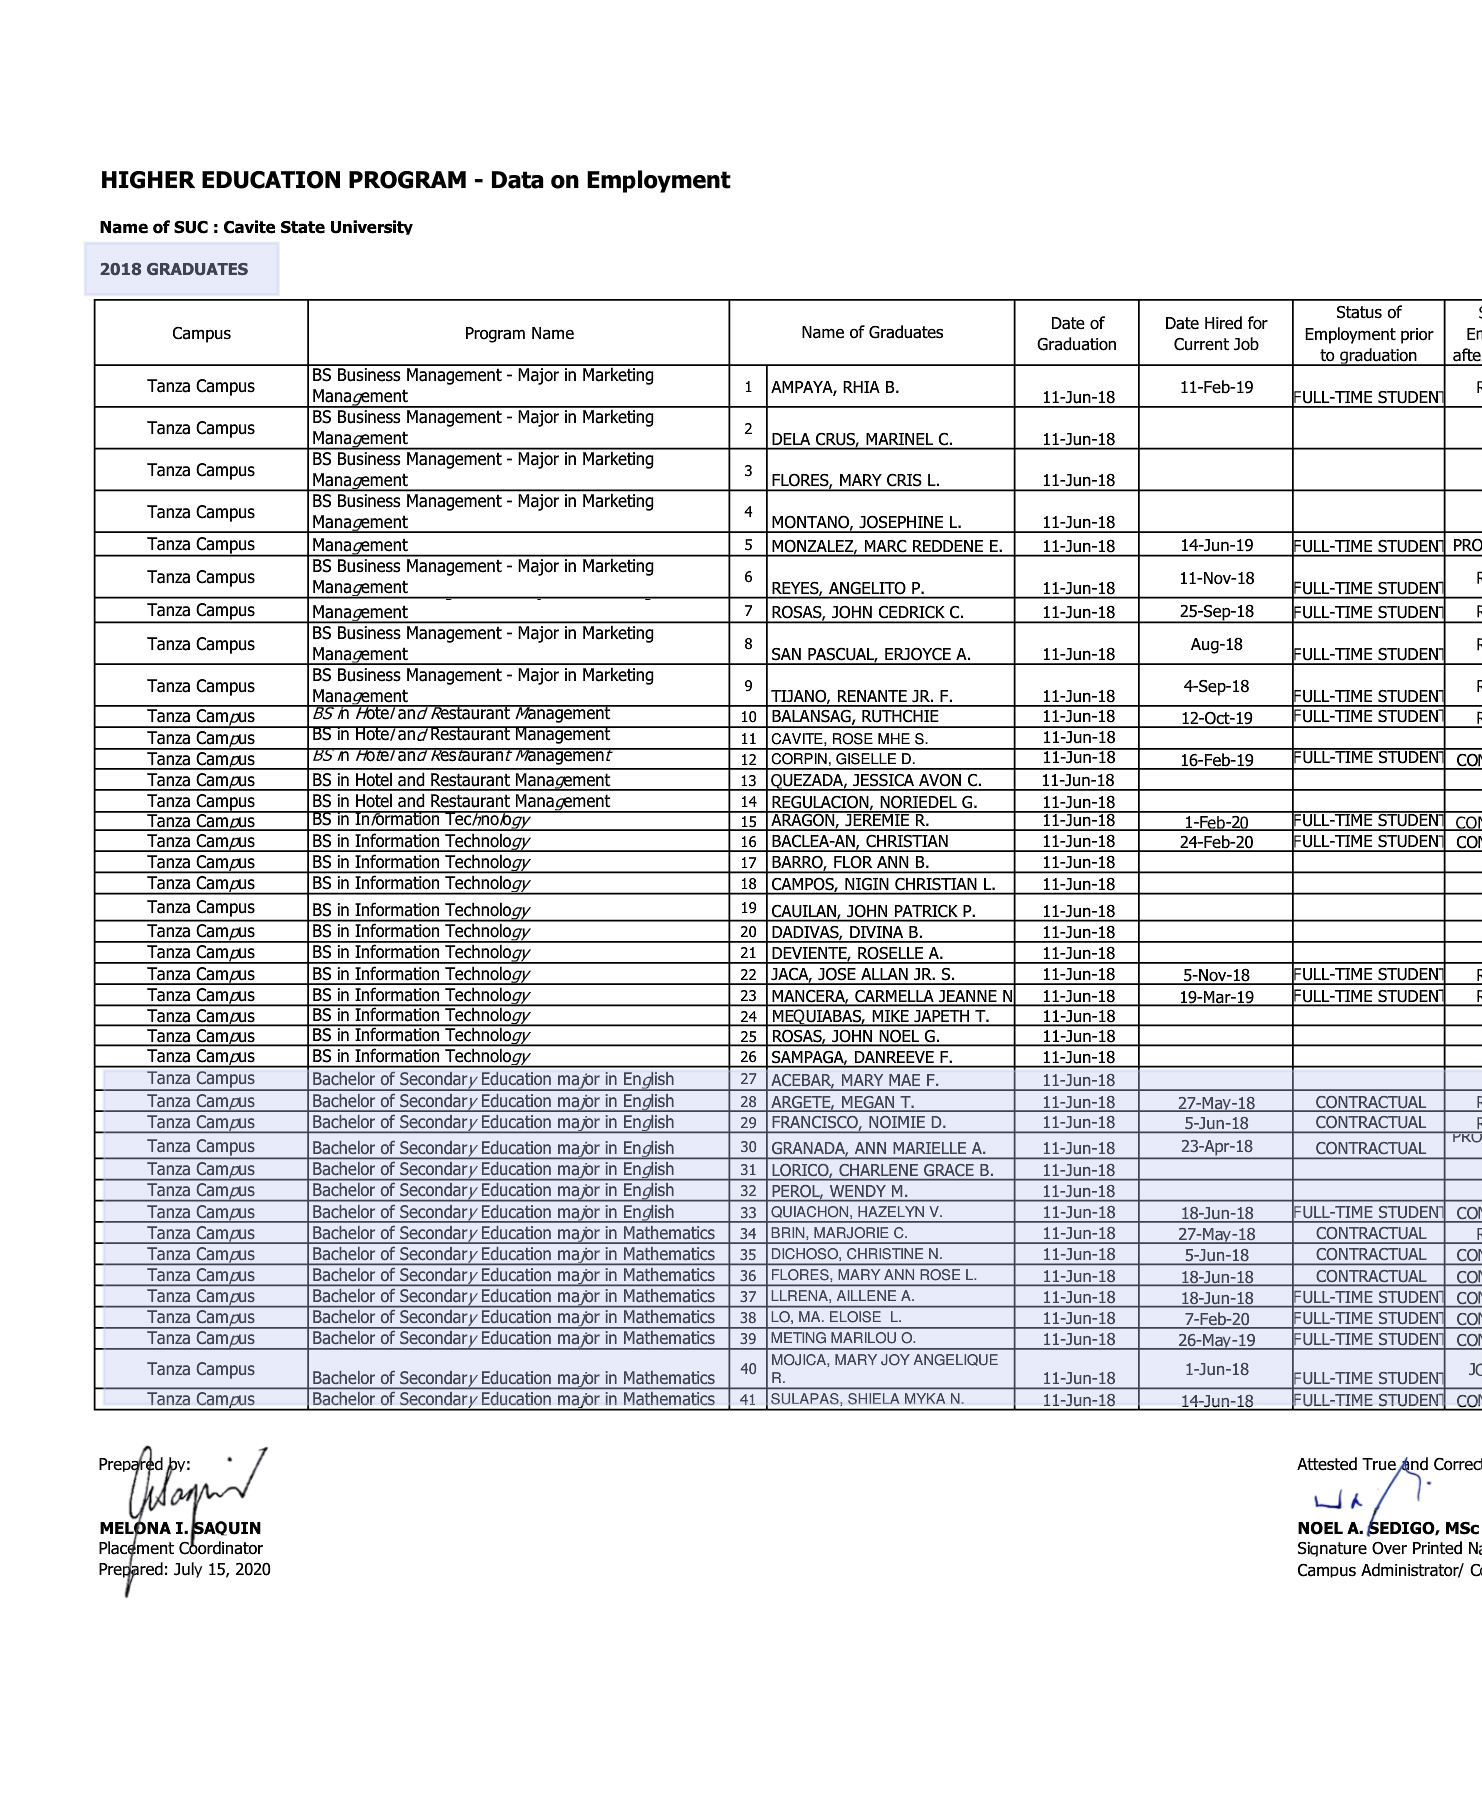 HIGHER EDUCATION PROGRAM - Data on Employment
Name of SUC : Cavite State University
2018 GRADUATES
Campus Program Name Name of Graduates Date of Graduation Date Hired for Current Job Status of Employment prior to graduation
Tanza Campus BS Business Management - Major in Marketing Management 1 AMPAYA, RHIA B. 11-Jun-18 11-Feb-19 FULL-TIME STUDENT
Tanza Campus BS Business Management - Major in Marketing Management 2 DELA CRUS, MARINEL C. 11-Jun-18
Tanza Campus BS Business Management - Major in Marketing Management 3 FLORES, MARY CRIS L. 11-Jun-18
Tanza Campus BS Business Management - Major in Marketing Management 4 MONTANO, JOSEPHINE L. 11-Jun-18
Tanza Campus Management 5 MONZALEZ, MARC REDDENE E. 11-Jun-18 14-Jun-19 FULL-TIME STUDENT PRO
Tanza Campus BS Business Management - Major in Marketing Management 6 REYES, ANGELITO P. 11-Jun-18 11-Nov-18 FULL-TIME STUDENT
Tanza Campus Management 7 ROSAS, JOHN CEDRICK C. 11-Jun-18 25-Sep-18 FULL-TIME STUDENT
Tanza Campus BS Business Management - Major in Marketing Management 8 SAN PASCUAL, ERJOYCE A. 11-Jun-18 Aug-18 FULL-TIME STUDENT
Tanza Campus BS Business Management - Major in Marketing Management 9 TIJANO, RENANTE JR. F. 11-Jun-18 4-Sep-18 FULL-TIME STUDENT
Tanza Campus BS in Hotel and Restaurant Management 10 BALANSAG, RUTHCHIE 11-Jun-18 12-Oct-19 FULL-TIME STUDENT
Tanza Campus BS in Hotel and Restaurant Management 11 CAVITE, ROSE MHE S. 11-Jun-18
Tanza Campus BS in Hotel and Restaurant Management 12 CORPIN, GISELLE D. 11-Jun-18 16-Feb-19 FULL-TIME STUDENT CON
Tanza Campus BS in Hotel and Restaurant Management 13 QUEZADA, JESSICA AVON C. 11-Jun-18
Tanza Campus BS in Hotel and Restaurant Management 14 REGULACION, NORIEDEL G. 11-Jun-18
Tanza Campus BS in Information Technology 15 ARAGON, JEREMIE R. 11-Jun-18 1-Feb-20 FULL-TIME STUDENT CON
Tanza Campus BS in Information Technology 16 BACLEA-AN, CHRISTIAN 11-Jun-18 24-Feb-20 FULL-TIME STUDENT CON
Tanza Campus BS in Information Technology 17 BARRO, FLOR ANN B. 11-Jun-18
Tanza Campus BS in Information Technology 18 CAMPOS, NIGIN CHRISTIAN L. 11-Jun-18
Tanza Campus BS in Information Technology 19 CAUILAN, JOHN PATRICK P. 11-Jun-18
Tanza Campus BS in Information Technology 20 DADIVAS, DIVINA B. 11-Jun-18
Tanza Campus BS in Information Technology 21 DEVIENTE, ROSELLE A. 11-Jun-18
Tanza Campus BS in Information Technology 22 JACA, JOSE ALLAN JR. S. 11-Jun-18 5-Nov-18 FULL-TIME STUDENT
Tanza Campus BS in Information Technology 23 MANCERA, CARMELLA JEANNE N 11-Jun-18 19-Mar-19 FULL-TIME STUDENT
Tanza Campus BS in Information Technology 24 MEQUIABAS, MIKE JAPETH T. 11-Jun-18
Tanza Campus BS in Information Technology 25 ROSAS, JOHN NOEL G. 11-Jun-18
Tanza Campus BS in Information Technology 26 SAMPAGA, DANREEVE F. 11-Jun-18
Tanza Campus Bachelor of Secondary Education major in English 27 ACEBAR, MARY MAE F. 11-Jun-18
Tanza Campus Bachelor of Secondary Education major in English 28 ARGETE, MEGAN T. 11-Jun-18 27-May-18 CONTRACTUAL
Tanza Campus Bachelor of Secondary Education major in English 29 FRANCISCO, NOIMIE D. 11-Jun-18 5-Jun-18 CONTRACTUAL
Tanza Campus Bachelor of Secondary Education major in English 30 GRANADA, ANN MARIELLE A. 11-Jun-18 23-Apr-18 CONTRACTUAL PRO
Tanza Campus Bachelor of Secondary Education major in English 31 LORICO, CHARLENE GRACE B. 11-Jun-18
Tanza Campus Bachelor of Secondary Education major in English 32 PEROL, WENDY M. 11-Jun-18
Tanza Campus Bachelor of Secondary Education major in English 33 QUIACHON, HAZELYN V. 11-Jun-18 18-Jun-18 FULL-TIME STUDENT CON
Tanza Campus Bachelor of Secondary Education major in Mathematics 34 BRIN, MARJORIE C. 11-Jun-18 27-May-18 CONTRACTUAL
Tanza Campus Bachelor of Secondary Education major in Mathematics 35 DICHOSO, CHRISTINE N. 11-Jun-18 5-Jun-18 CONTRACTUAL CON
Tanza Campus Bachelor of Secondary Education major in Mathematics 36 FLORES, MARY ANN ROSE L. 11-Jun-18 18-Jun-18 CONTRACTUAL CON
Tanza Campus Bachelor of Secondary Education major in Mathematics 37 LLRENA, AILLENE A. 11-Jun-18 18-Jun-18 FULL-TIME STUDENT CON
Tanza Campus Bachelor of Secondary Education major in Mathematics 38 LO, MA. ELOISE L. 11-Jun-18 7-Feb-20 FULL-TIME STUDENT CON
Tanza Campus Bachelor of Secondary Education major in Mathematics 39 METING MARILOU O. 11-Jun-18 26-May-19 FULL-TIME STUDENT CON
Tanza Campus Bachelor of Secondary Education major in Mathematics 40 MOJICA, MARY JOY ANGELIQUE R. 11-Jun-18 1-Jun-18 FULL-TIME STUDENT
Tanza Campus Bachelor of Secondary Education major in Mathematics 41 SULAPAS, SHIELA MYKA N. 11-Jun-18 14-Jun-18 FULL-TIME STUDENT CON
Prepared by: Attested True and Correct
MELONA I. SAQUIN NOEL A. SEDIGO, MSc
Placement Coordinator Signature Over Printed Na
Prepared: July 15, 2020 Campus Administrator/ Co